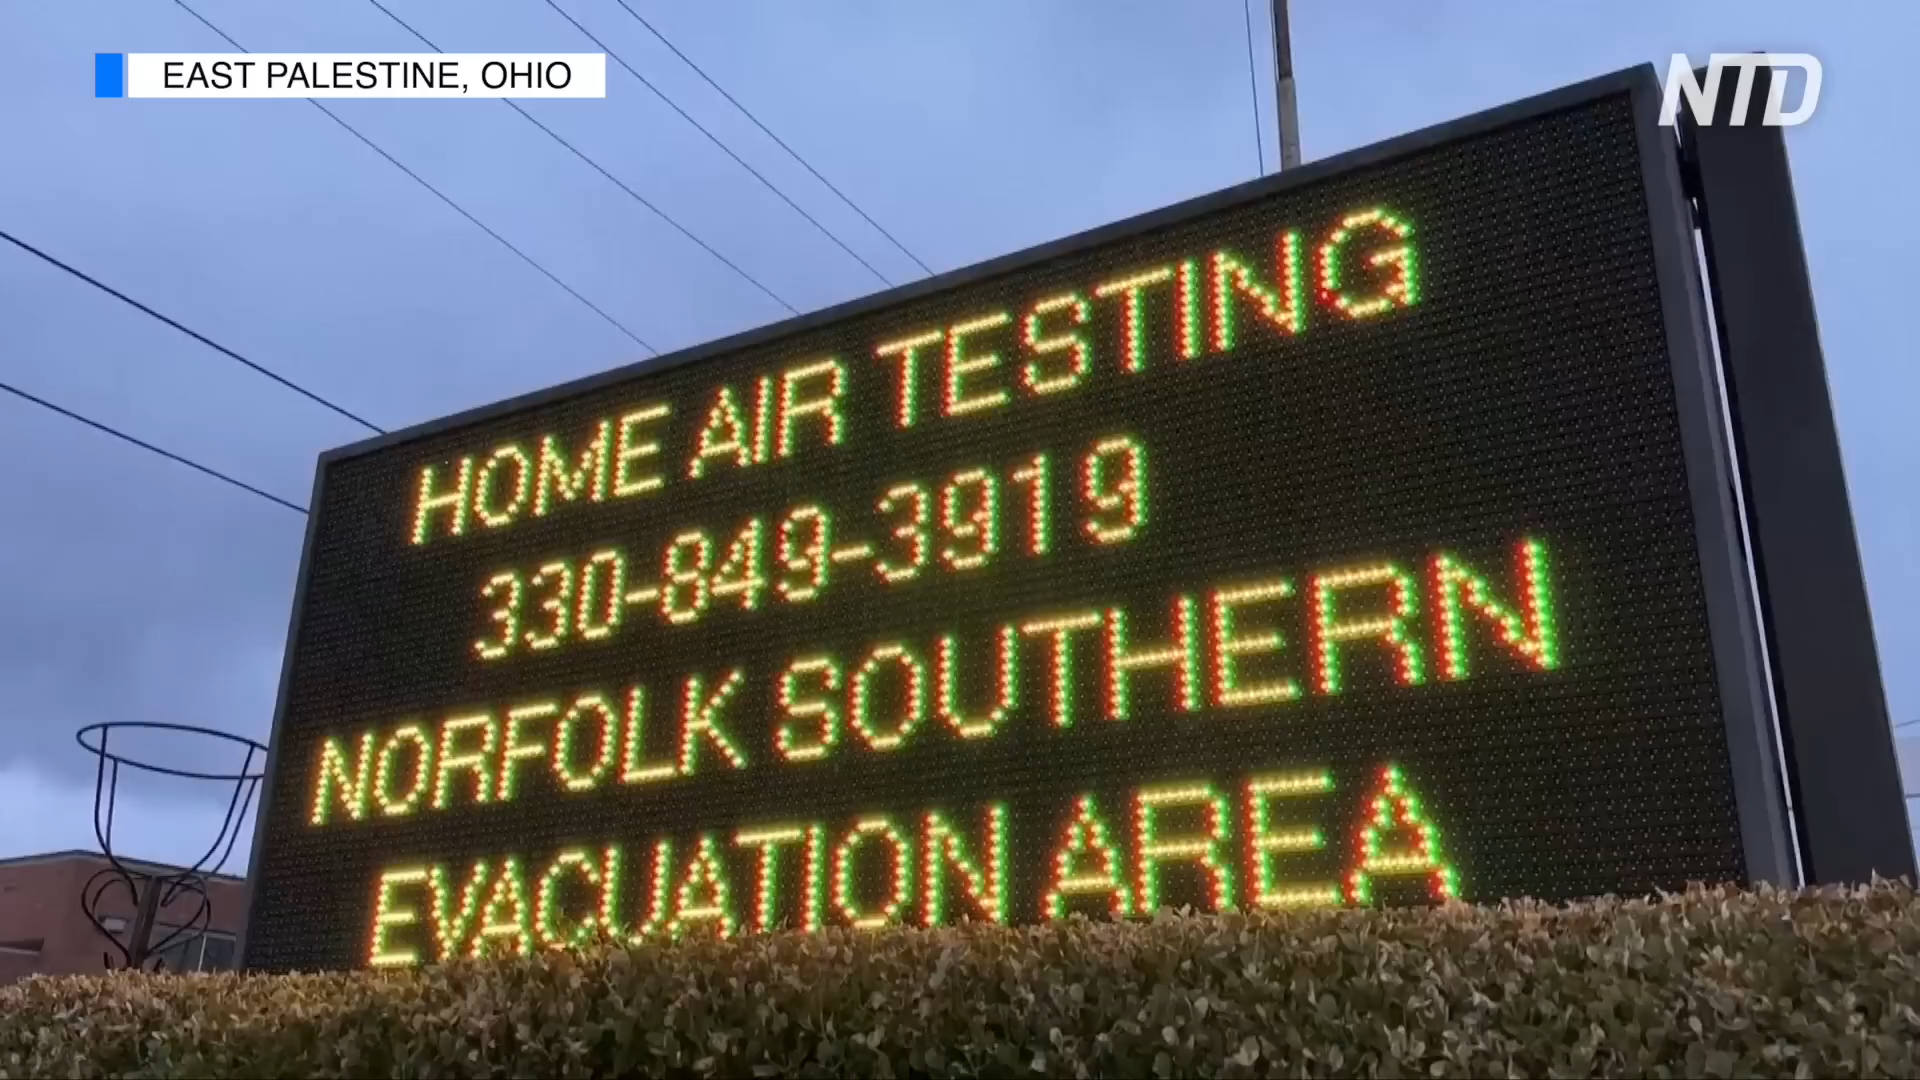 EAST PALESTINE, OHIO
NTD
HOME AIR TESTING
330-849-3919
NORFOLK SOUTHERN
EVACUATION AREA